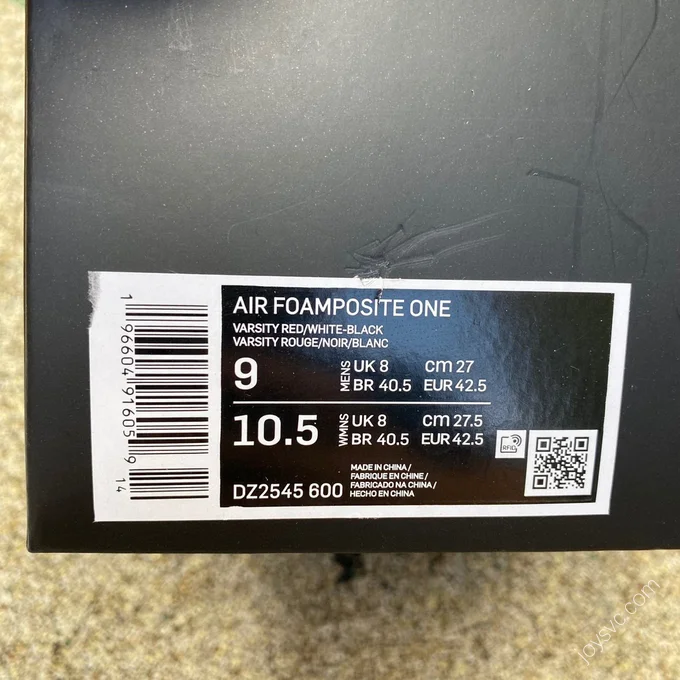 AIR FOAMPOSITE ONE
VARSITY RED/WHITE-BLACK
VARSITY ROUGE/NOIR/BLANC
9 MENS UK 8 cm 27
BR 40.5 EUR 42.5
10.5 WMNS UK 8 cm 27.5
BR 40.5 EUR 42.5
RFID
DZ2545 600
MADE IN CHINA/
FABRIQUE EN CHINE/
FABRICADO NA CHINA/
HECHO EN CHINA
1 96604 91605 9
14
joysvc.com